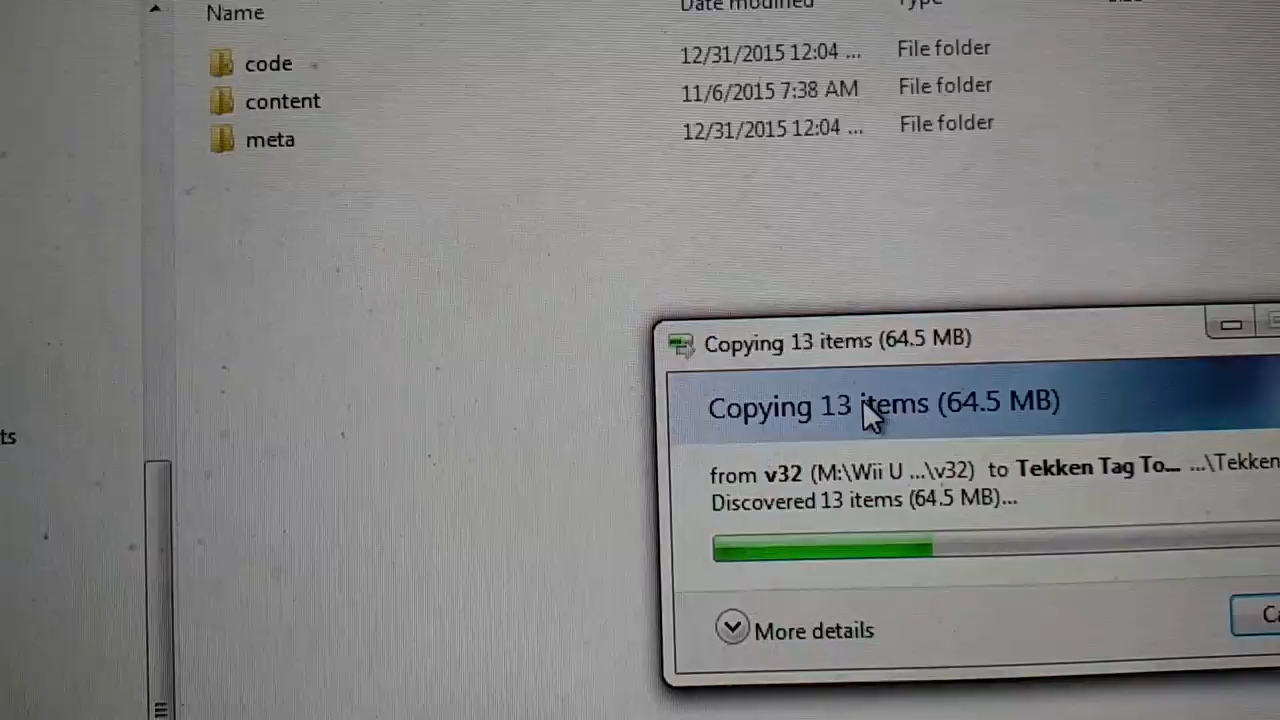 Name Date modified Type
code 12/31/2015 12:04 ... File folder
content 11/6/2015 7:38 AM File folder
meta 12/31/2015 12:04 ... File folder
ts
Copying 13 items (64.5 MB)
Copying 13 items (64.5 MB)
from v32 (M:\Wii U ...\v32) to Tekken Tag To... ...\Tekken
Discovered 13 items (64.5 MB)...
More details
Ca